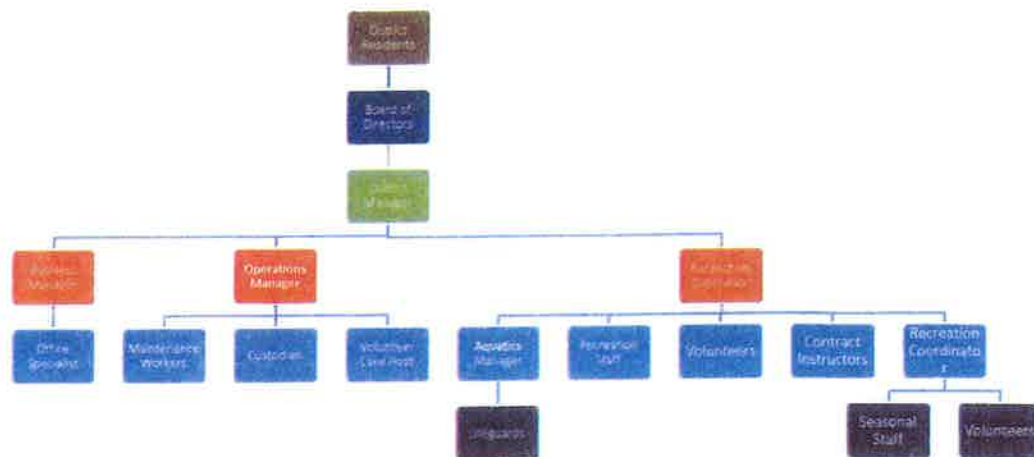 District
Residents
Board of
Directors
Manager
Business
Manager
Operations
Manager
Recreation
Supervisor
Office
Specialist
Maintenance
Workers
Custodian
Volunteer
Camp Host
Aquatics
Manager
Recreation
Staff
Volunteers
Contract
Instructors
Recreation
Coordinato
r
Lifeguards
Seasonal
Staff
Volunteers